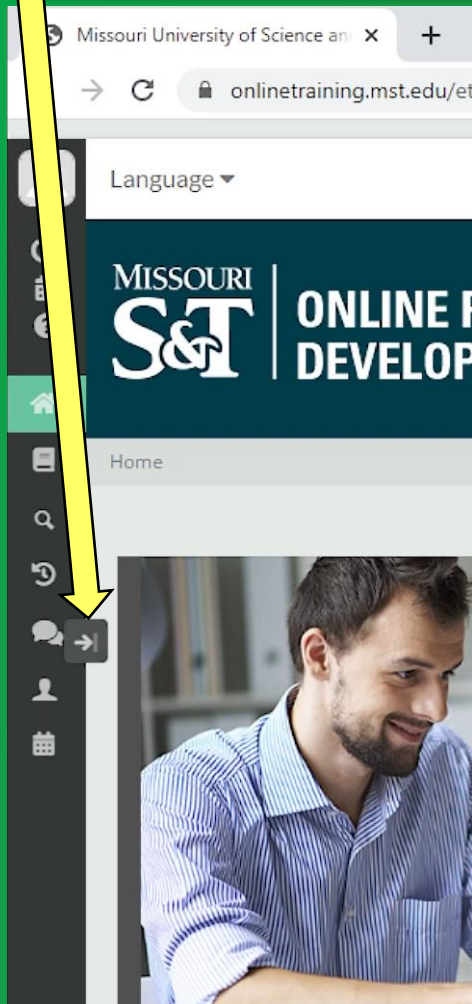 Missouri University of Science an
onlinetraining.mst.edu/et
Language
MISSOURI
S&T
ONLINE
DEVELOP
Home